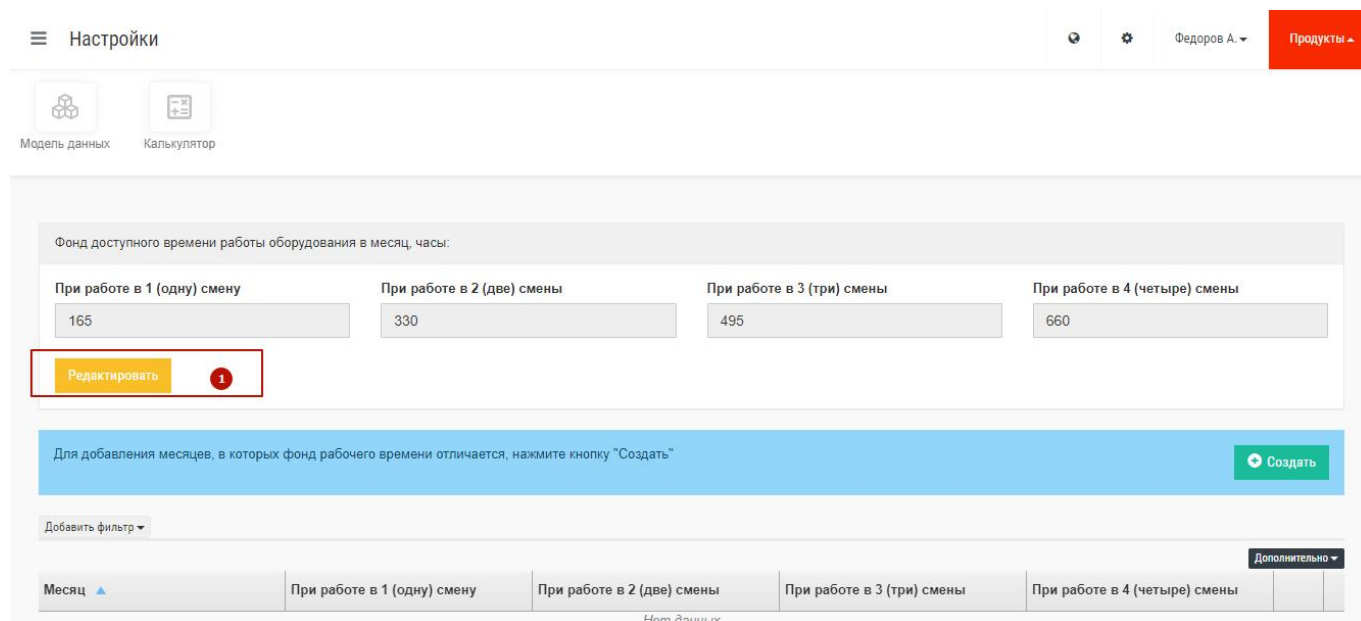 Настройки
Федоров А.
Продукты
Модель данных
Калькулятор
Фонд доступного времени работы оборудования в месяц, часы:
При работе в 1 (одну) смену
При работе в 2 (две) смены
При работе в 3 (три) смены
При работе в 4 (четыре) смены
165
330
495
660
Редактировать
1
Для добавления месяцев, в которых фонд рабочего времени отличается, нажмите кнопку "Создать"
Создать
Добавить фильтр
Дополнительно
Месяц
При работе в 1 (одну) смену
При работе в 2 (две) смены
При работе в 3 (три) смены
При работе в 4 (четыре) смены
Нет данных